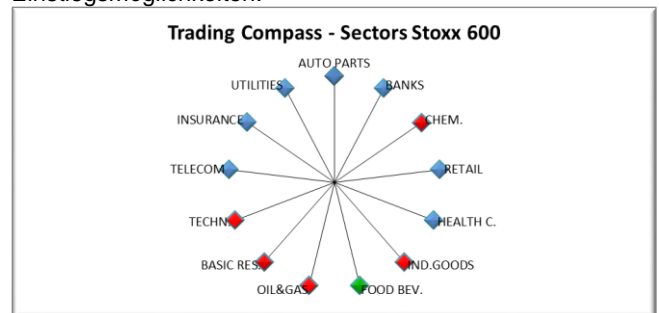 Einstiegsmöglichkeiten.
Trading Compass - Sectors Stoxx 600
AUTO PARTS
UTILITIES
BANKS
INSURANCE
CHEM.
TELECOM
RETAIL
TECHN.
HEALTH C.
BASIC RES.
IND.GOODS
OIL&GAS
FOOD BEV.